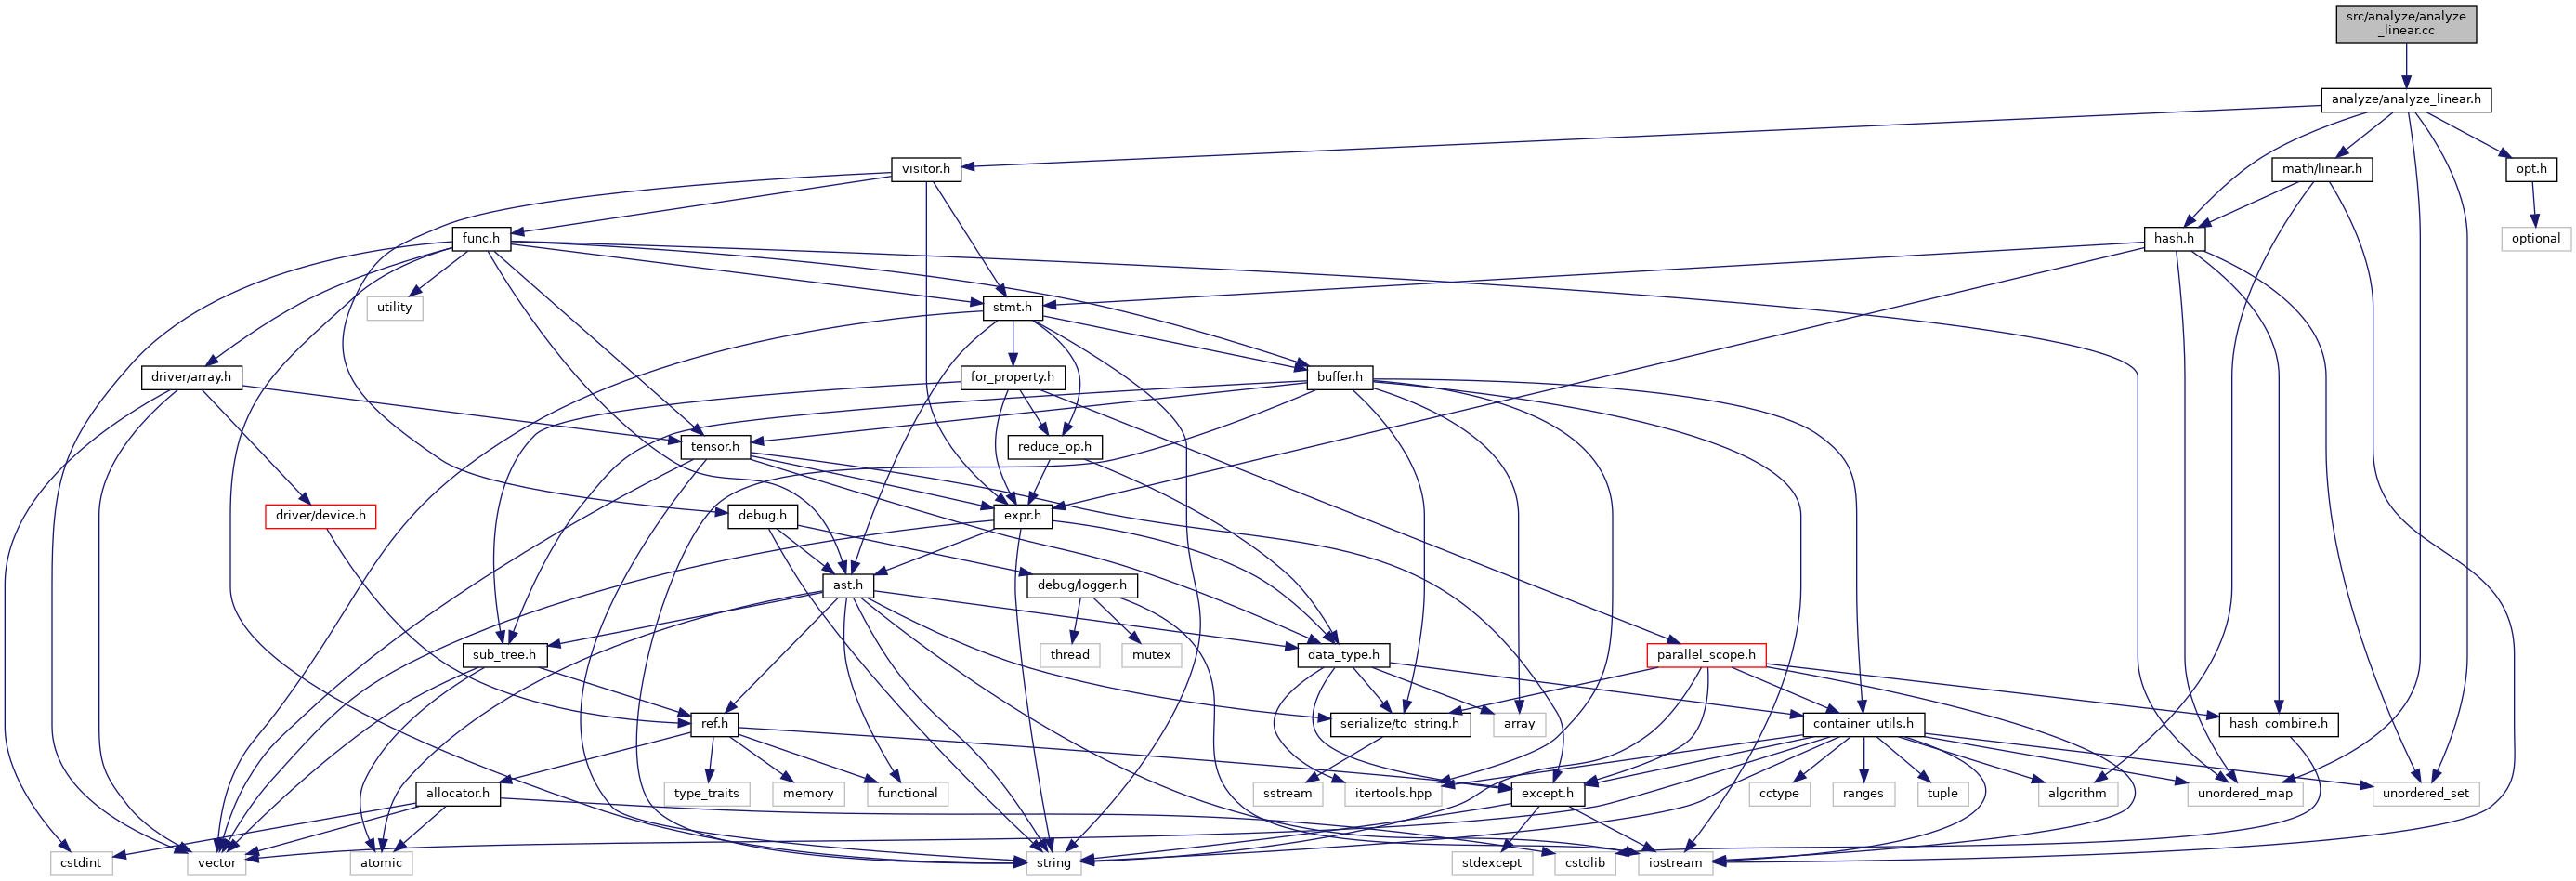 src/analyze/analyze
_linear.cc
analyze/analyze_linear.h
visitor.h
math/linear.h
opt.h
func.h
hash.h
optional
utility
stmt.h
driver/array.h
for_property.h
buffer.h
tensor.h
reduce_op.h
driver/device.h
debug.h
expr.h
ast.h
debug/logger.h
sub_tree.h
thread
mutex
data_type.h
parallel_scope.h
ref.h
serialize/to_string.h
array
container_utils.h
hash_combine.h
allocator.h
type_traits
memory
functional
sstream
itertools.hpp
except.h
cctype
ranges
tuple
algorithm
unordered_map
unordered_set
cstdint
vector
atomic
string
stdexcept
cstdlib
iostream